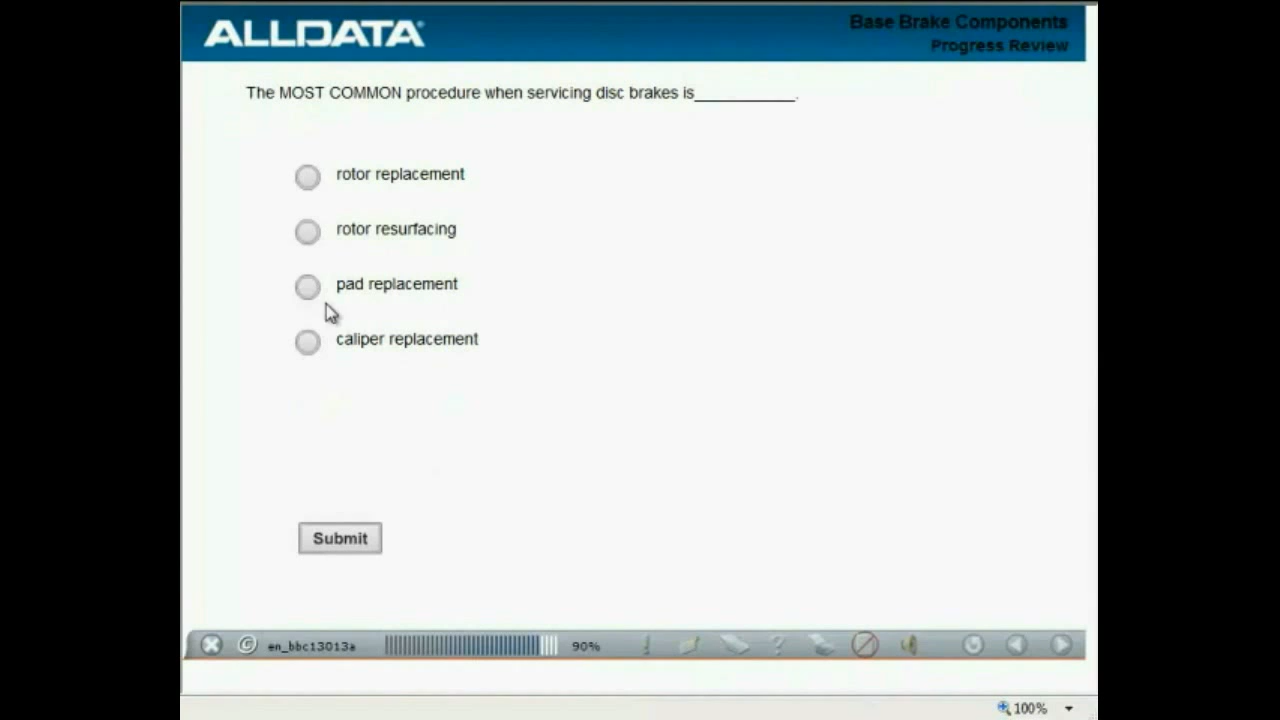 ALLDATA®
Base Brake Components
Progress Review
The MOST COMMON procedure when servicing disc brakes is___________.
rotor replacement
rotor resurfacing
pad replacement
caliper replacement
Submit
en_bbc13013a
90%
100%